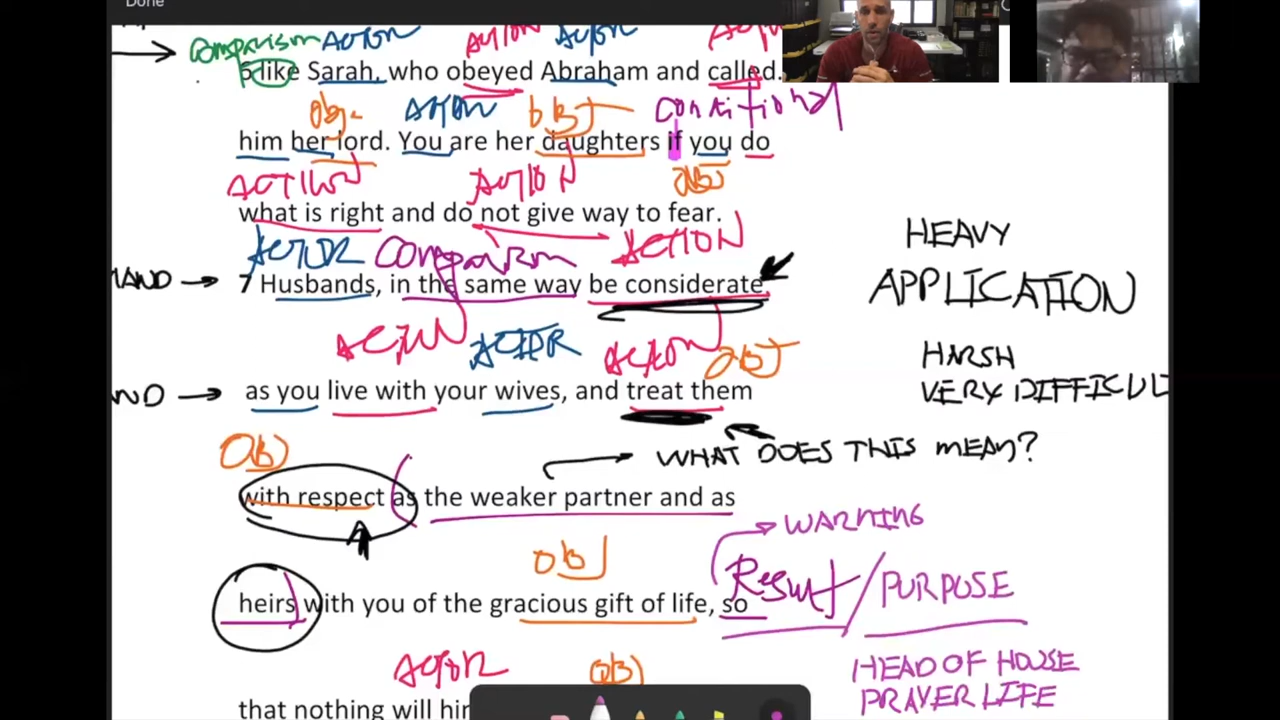 Done
Comparism ACTOR ACTION ACTOR
6 like Sarah, who obeyed Abraham and called.
obj ACTOR obj Conditional
him her lord. You are her daughters if you do
ACTION ACTION obj
what is right and do not give way to fear.
HEAVY
ACTOR Comparism ACTION
7 Husbands, in the same way be considerate,
APPLICATION
ACTION ACTOR ACTION OBJ
HARSH
as you live with your wives, and treat them
VERY DIFFICUL
WHAT DOES THIS MEAN?
Obj
with respect as the weaker partner and as
WARNING
obj
Result / PURPOSE
heirs with you of the gracious gift of life, so
HEAD OF HOUSE
ACTOR obj
PRAYER LIFE
that nothing will hin